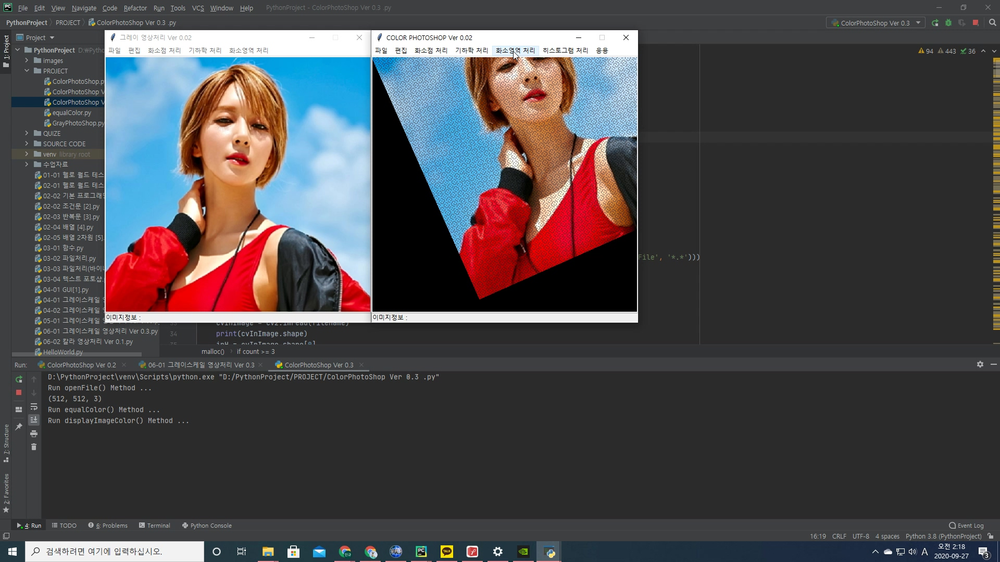 File Edit View Navigate Code Refactor Run Tools VCS Window Help PythonProject - ColorPhotoShop Ver 0.3 .py
PythonProject PROJECT ColorPhotoShop Ver 0.3 .py
ColorPhotoShop Ver 0.3
1: Project
Project
PythonProject
images
PROJECT
ColorPhotoShop.p
ColorPhotoShop V
ColorPhotoShop V
equalColor.py
GrayPhotoShop.py
QUIZE
SOURCE CODE
venv library root
수업자료
01-01 헬로 월드 테스
02-01 헬로 월드 테스
02-02 기본 프로그래밍
02-02 조건문 [2].py
02-03 반복문 [3].py
02-04 배열 [4].py
02-05 배열 2차원 [5].
03-01 함수.py
03-02 파일처리.py
03-03 파일처리(바이너
03-04 텍스트 포토샵.
04-01 GUI[1].py
04-01 그레이스케일
04-02 그레이스케일
05-01 그레이스케일
06-01 그레이스케일 영상처리 Ver 0.3.py
06-02 칼라 영상처리 Ver 0.1.py
HelloWorld.py
그레이 영상처리 Ver 0.02
파일 편집 화소점 처리 기하학 처리 화소영역 처리
이미지정보 :
COLOR PHOTOSHOP Ver 0.02
파일 편집 화소점 처리 기하학 처리 화소영역 처리 히스토그램 처리 응용
이미지정보 :
94 443 36
File', '*.*')))
33 cvInImage = cv2.imread(filename)
34 print(cvInImage.shape)
35 inH = cvInImage.shape[0]
malloc() if count >= 3
Run: ColorPhotoShop Ver 0.2 06-01 그레이스케일 영상처리 Ver 0.3 ColorPhotoShop Ver 0.3
D:\PythonProject\venv\Scripts\python.exe "D:/PythonProject/PROJECT/ColorPhotoShop Ver 0.3 .py"
Run openFile() Method ...
(512, 512, 3)
Run equalColor() Method ...
Run displayImageColor() Method ...
7: Structure
2: Favorites
4: Run TODO 6: Problems Terminal Python Console Event Log
16:19 CRLF UTF-8 4 spaces Python 3.8 (PythonProject)
검색하려면 여기에 입력하십시오.
A
오전 2:18
2020-09-27
3